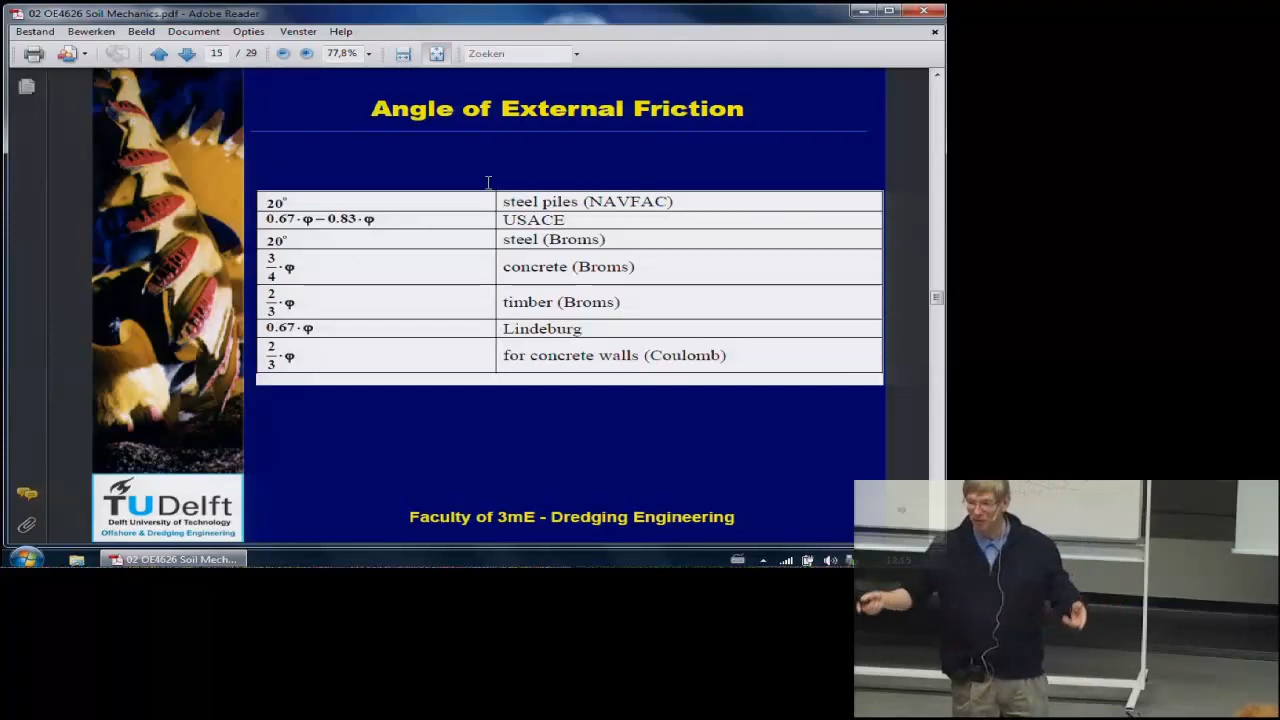 02 OE4626 Soil Mechanics.pdf - Adobe Reader
Bestand Bewerken Beeld Document Opties Venster Help
15 / 29 77,8% Zoeken
Angle of External Friction
20° steel piles (NAVFAC)
0.67·φ−0.83·φ USACE
20° steel (Broms)
3/4·φ concrete (Broms)
2/3·φ timber (Broms)
0.67·φ Lindeburg
2/3·φ for concrete walls (Coulomb)
TU Delft
Delft University of Technology
Offshore & Dredging Engineering
Faculty of 3mE - Dredging Engineering
02 OE4626 Soil Mech...